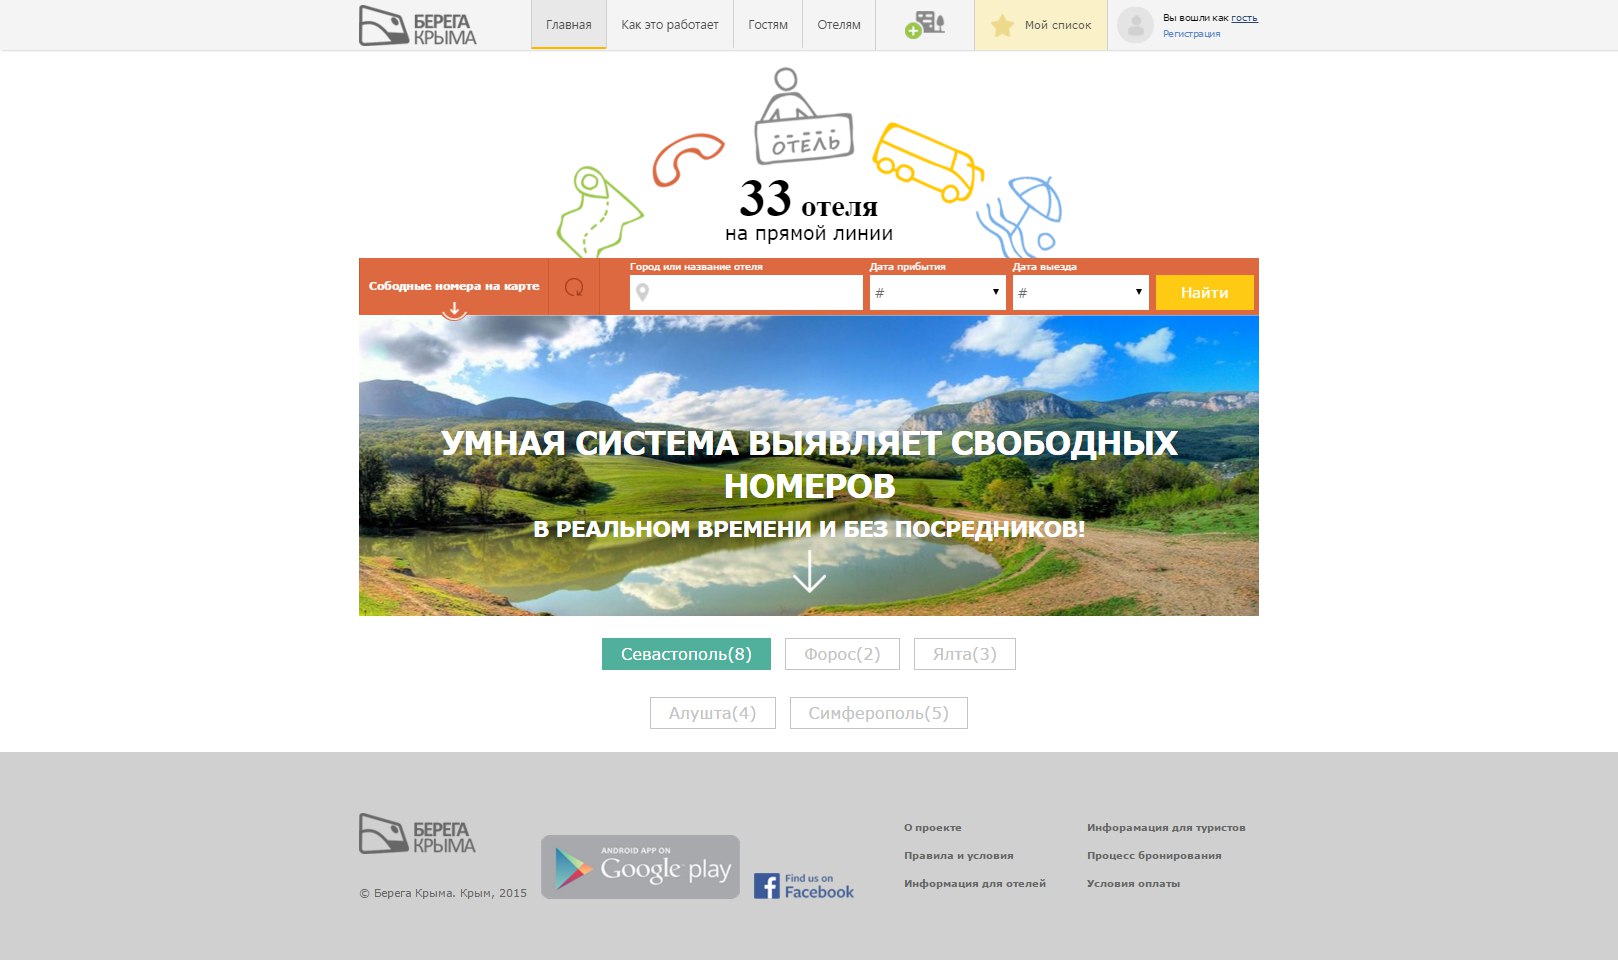 БЕРЕГА
КРЫМА
Главная
Как это работает
Гостям
Отелям
Мой список
Вы вошли как гость
Регистрация
ОТЕЛЬ
33 отеля
на прямой линии
Сободные номера на карте
Город или название отеля
Дата прибытия
#
Дата выезда
#
Найти
УМНАЯ СИСТЕМА ВЫЯВЛЯЕТ СВОБОДНЫХ
НОМЕРОВ
В РЕАЛЬНОМ ВРЕМЕНИ И БЕЗ ПОСРЕДНИКОВ!
Севастополь(8)
Форос(2)
Ялта(3)
Алушта(4)
Симферополь(5)
БЕРЕГА
КРЫМА
© Берега Крыма. Крым, 2015
ANDROID APP ON
Google play
Find us on
Facebook
О проекте
Правила и условия
Информация для отелей
Инфорамация для туристов
Процесс бронирования
Условия оплаты